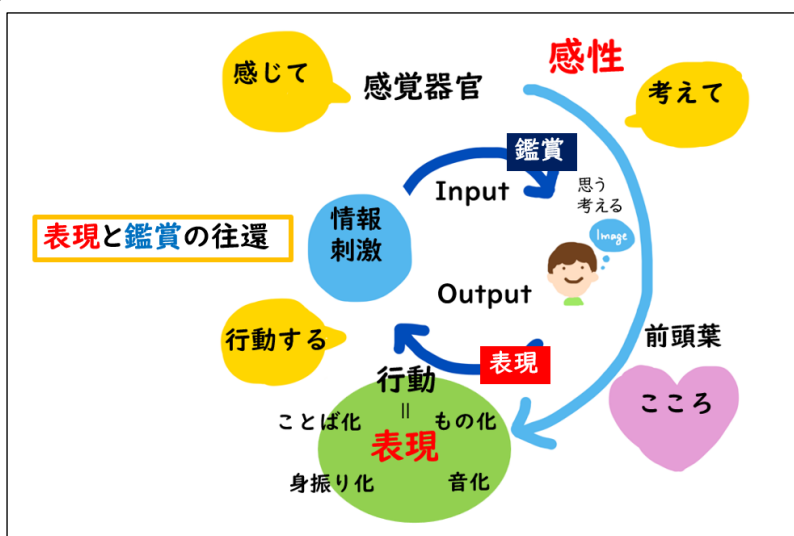 感性
感じて
感覚器官
考えて
鑑賞
Input
思う
考える
Image
情報
刺激
表現と鑑賞の往還
Output
行動する
表現
前頭葉
行動
=
ことば化
もの化
表現
身振り化
音化
こころ